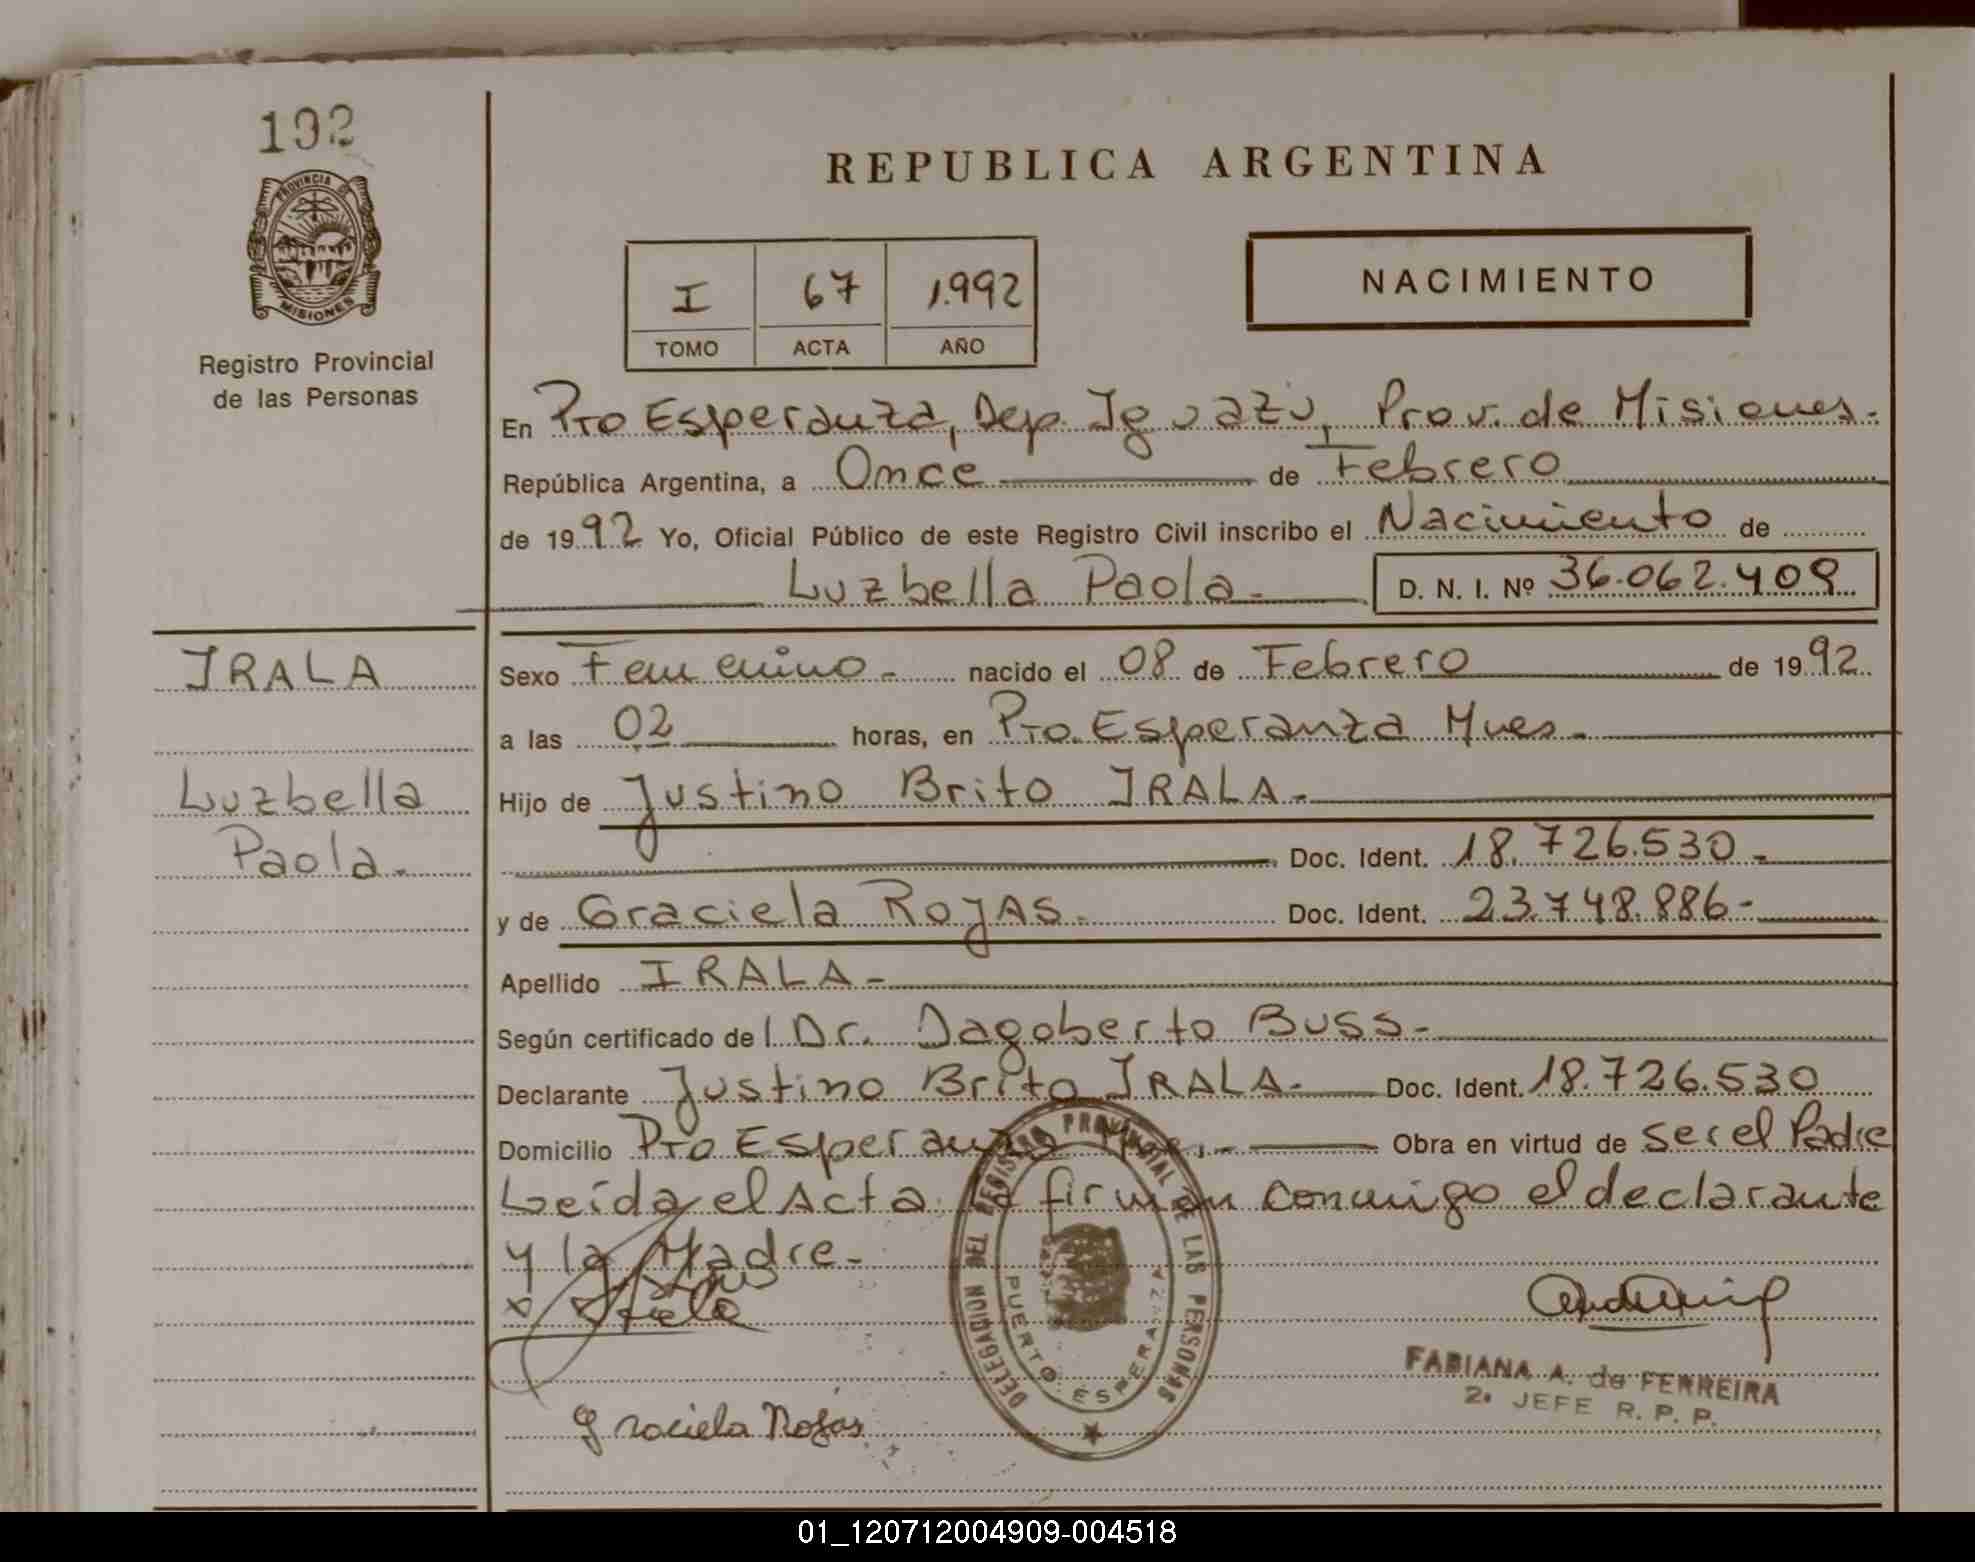 192
PROVINCIA DE
MISIONES
Registro Provincial
de las Personas
REPUBLICA ARGENTINA
I 67 1.992
TOMO ACTA AÑO
NACIMIENTO
En Pto Esperanza, Dep. Iguazú, Prov. de Misiones.
República Argentina, a Once de Febrero
de 1992 Yo, Oficial Público de este Registro Civil inscribo el Nacimiento de
Luzbella Paola. D. N. I. Nº 36.062.409
IRALA
Luzbella
Paola.
Sexo Femenino. nacido el 08 de Febrero de 1992
a las 02 horas, en Pto. Esperanza Mnes.
Hijo de Justino Brito IRALA.
Doc. Ident. 18.726.530
y de Graciela ROJAS. Doc. Ident. 23.748.886
Apellido IRALA
Según certificado del Dr. Dagoberto BUSS.
Declarante Justino Brito IRALA. Doc. Ident. 18.726.530
Domicilio Pto Esperanza Obra en virtud de ser el Padre
Leída el Acta la firman conmigo el declarante
y la Madre.
DELEGACION DEL REGISTRO PROVINCIAL DE LAS PERSONAS
PUERTO ESPERANZA
Graciela Rojas
FABIANA A. de FERREIRA
2º JEFE R. P. P.
01_120712004909-004518